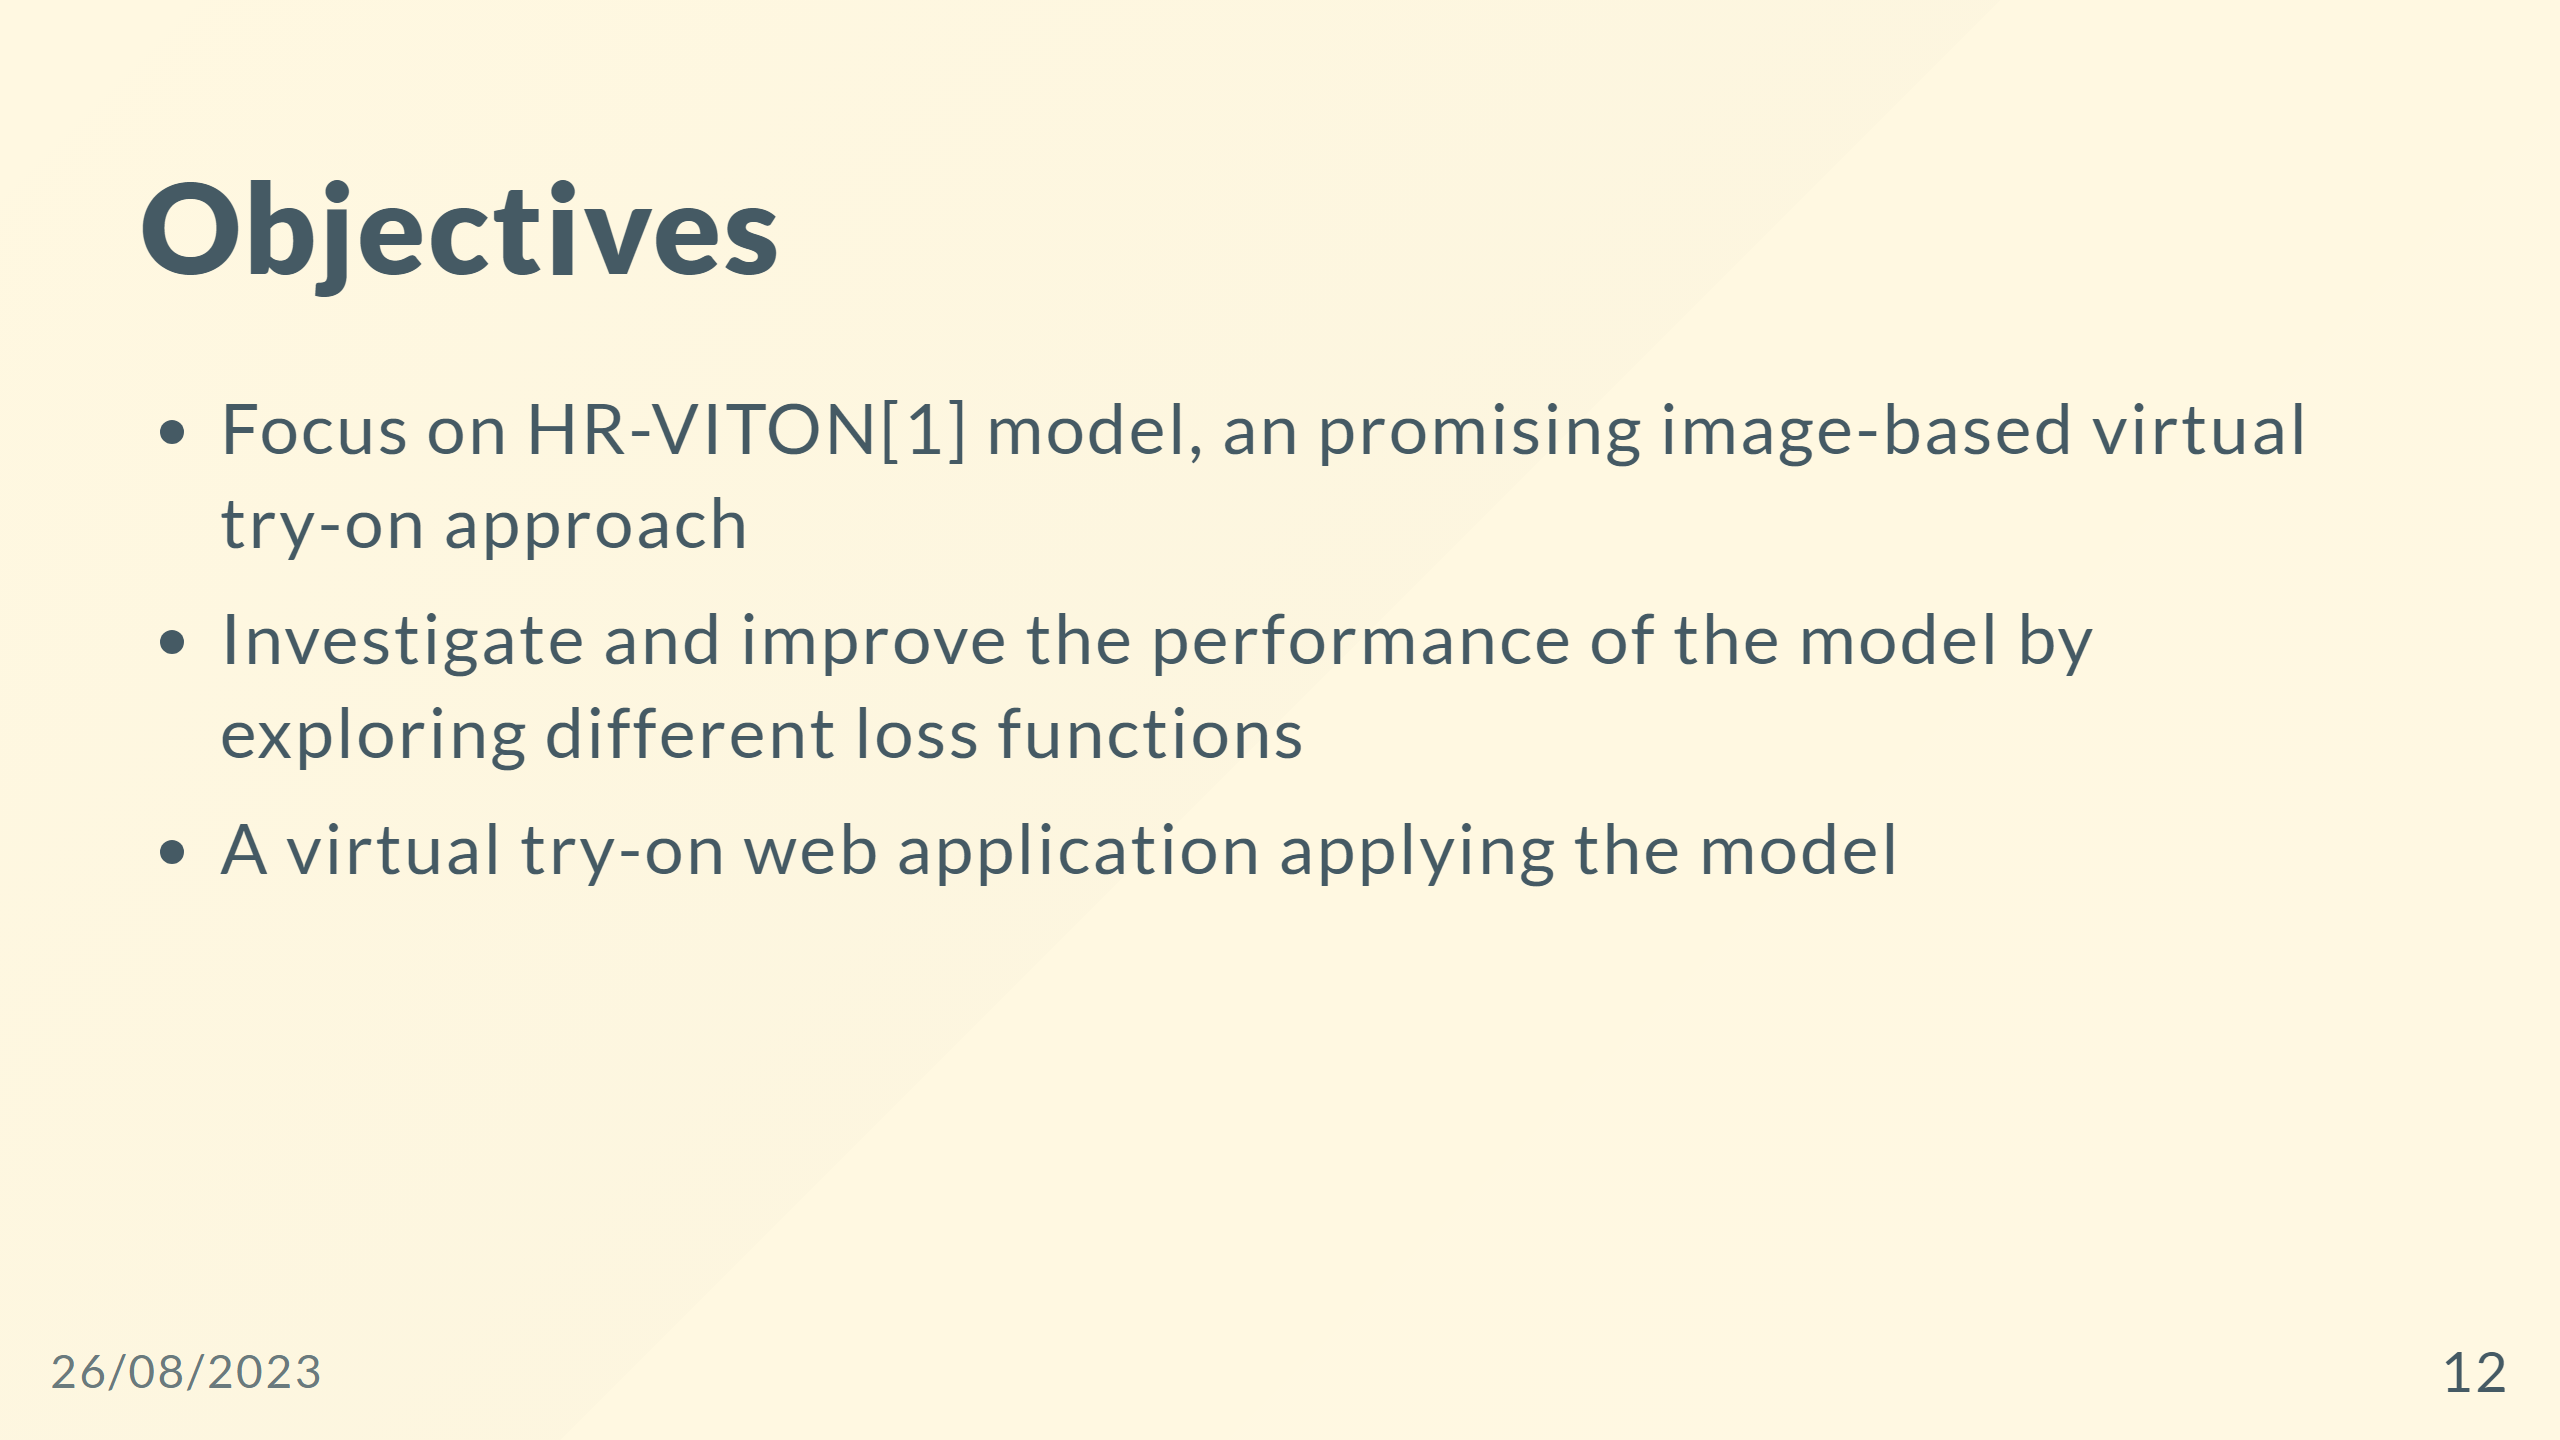 Objectives
• Focus on HR-VITON[1] model, an promising image-based virtual
try-on approach
• Investigate and improve the performance of the model by
exploring different loss functions
• A virtual try-on web application applying the model
26/08/2023
12